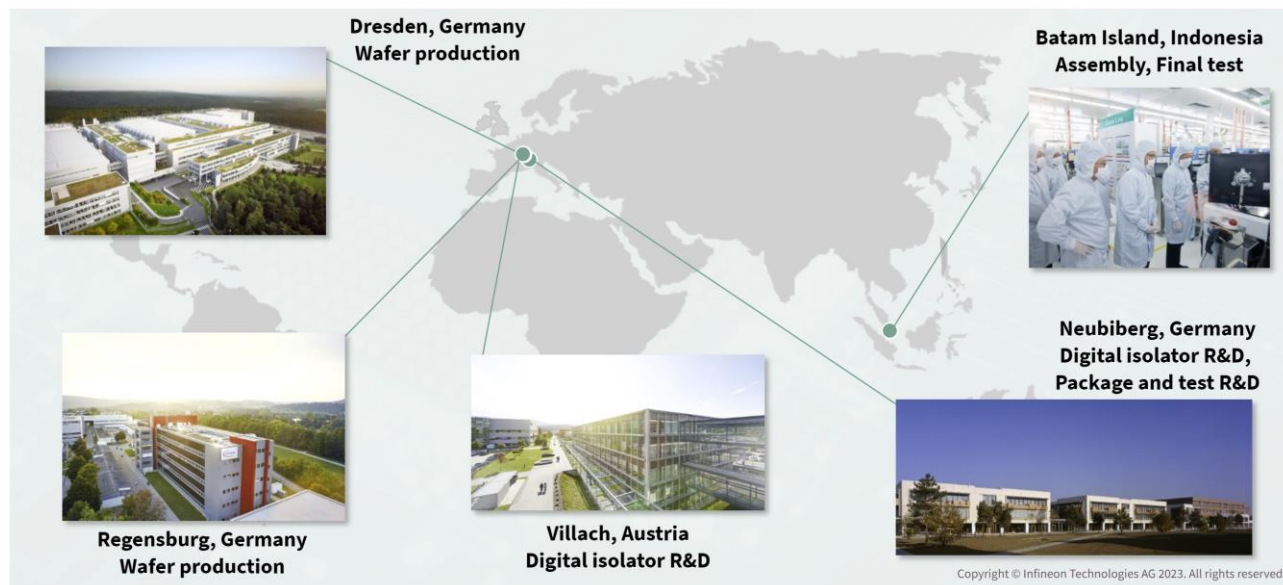 Dresden, Germany
Wafer production
Batam Island, Indonesia
Assembly, Final test
Neubiberg, Germany
Digital isolator R&D,
Package and test R&D
Regensburg, Germany
Wafer production
Villach, Austria
Digital isolator R&D
Copyright © Infineon Technologies AG 2023. All rights reserved